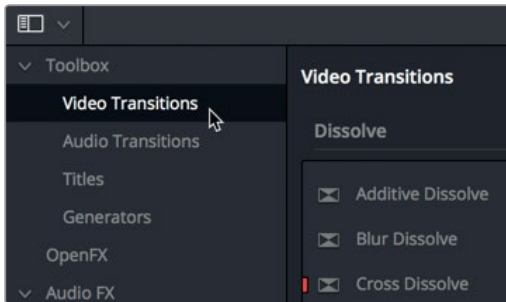 Toolbox
Video Transitions
Audio Transitions
Titles
Generators
OpenFX
Audio FX
Video Transitions
Dissolve
Additive Dissolve
Blur Dissolve
Cross Dissolve